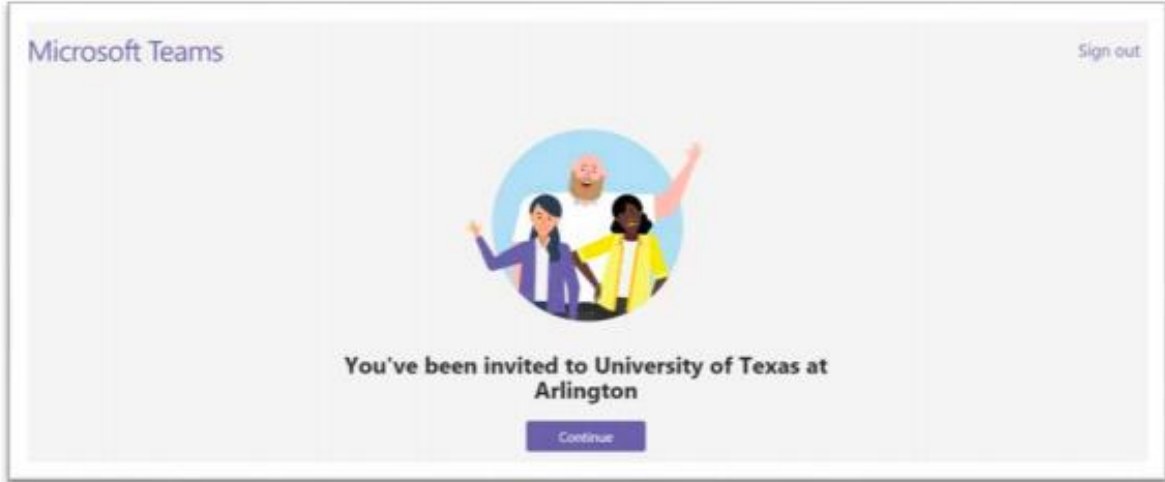 Microsoft Teams
Sign out
You've been invited to University of Texas at
Arlington
Continue